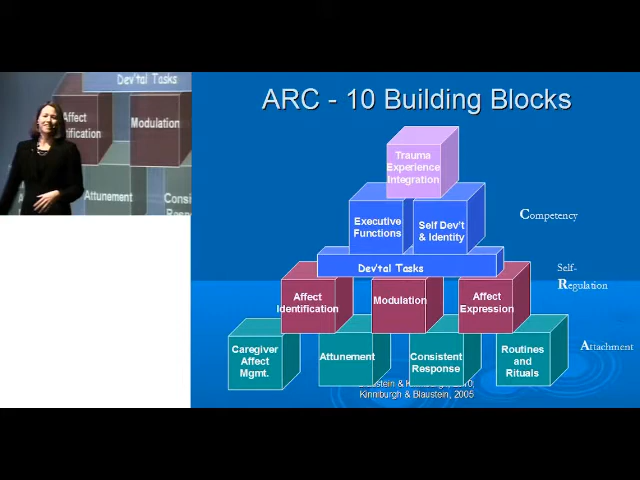 ARC - 10 Building Blocks
Trauma
Experience
Integration
Executive
Functions
Self Dev't
& Identity
Competency
Dev'tal Tasks
Self-
Regulation
Affect
Identification
Modulation
Affect
Expression
Attachment
Caregiver
Affect
Mgmt.
Attunement
Consistent
Response
Routines
and
Rituals
Kinniburgh & Blaustein, 2005
Dev'tal Tasks
Affect
Modulation
Attunement